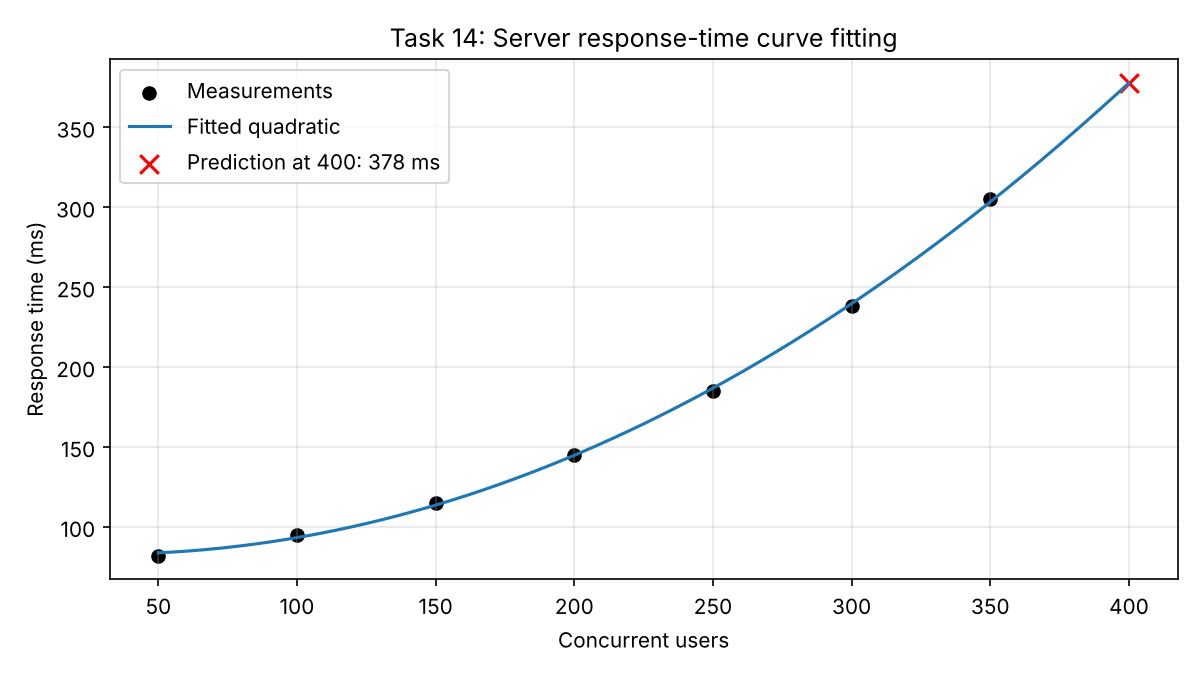 Task 14: Server response-time curve fitting
Measurements
Fitted quadratic
Prediction at 400: 378 ms
Response time (ms)
350
300
250
200
150
100
50 100 150 200 250 300 350 400
Concurrent users